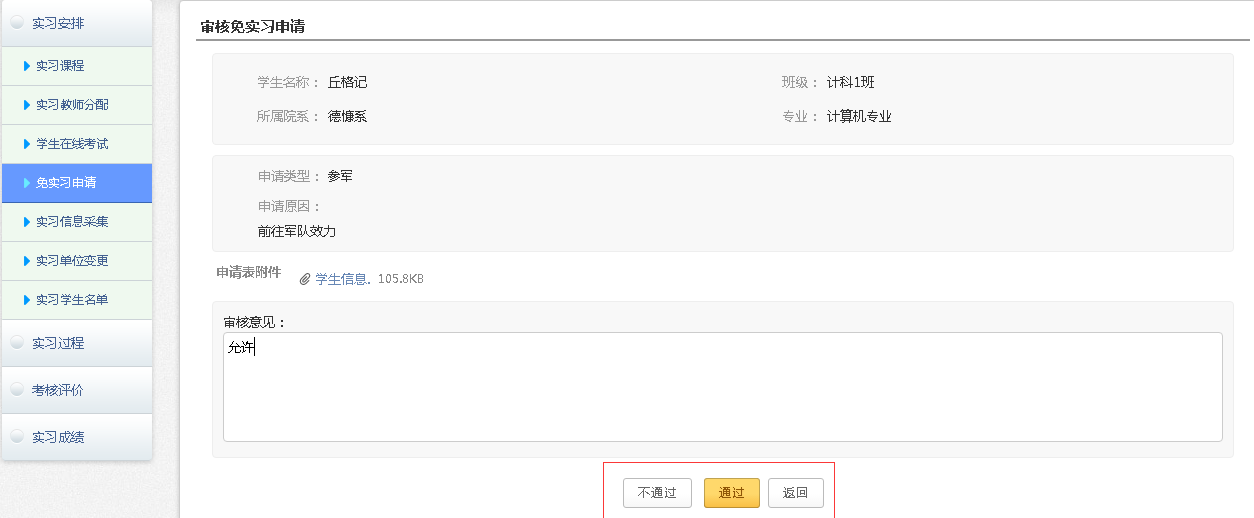 实习安排
实习课程
实习教师分配
学生在线考试
免实习申请
实习信息采集
实习单位变更
实习学生名单
实习过程
考核评价
实习成绩
审核免实习申请
学生名称： 丘格记 班级： 计科1班
所属院系： 德慷系 专业： 计算机专业
申请类型： 参军
申请原因：
前往军队效力
申请表附件 学生信息. 105.8KB
审核意见：
允许
不通过 通过 返回